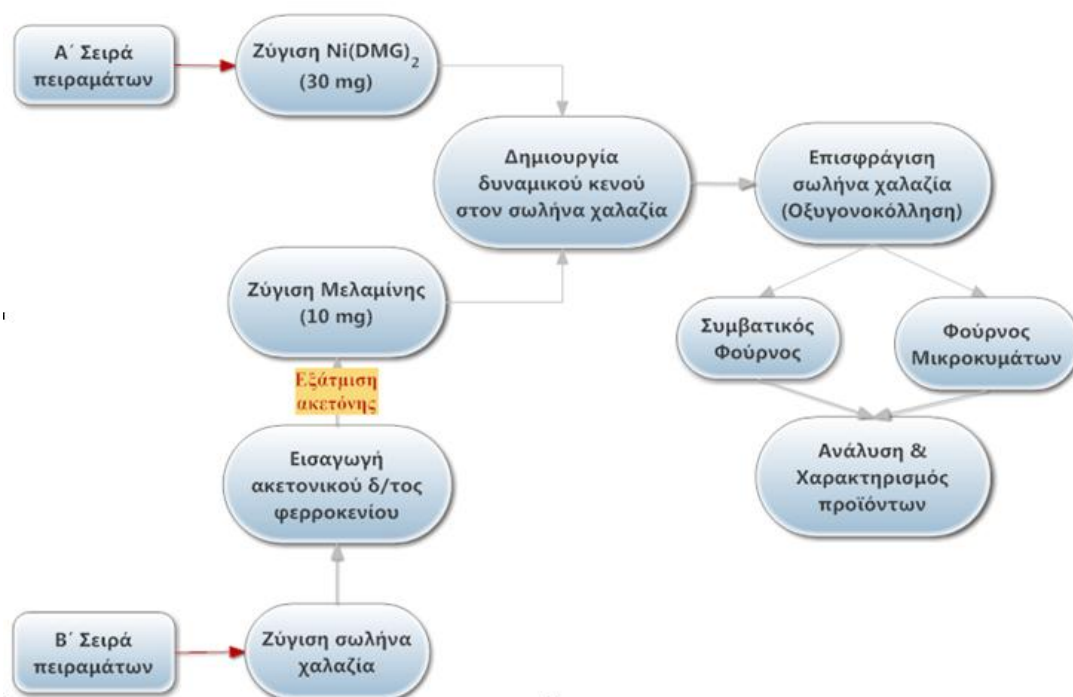 Α΄ Σειρά
πειραμάτων
Ζύγιση Ni(DMG)₂
(30 mg)
Δημιουργία
δυναμικού κενού
στον σωλήνα χαλαζία
Επισφράγιση
σωλήνα χαλαζία
(Οξυγονοκόλληση)
Ζύγιση Μελαμίνης
(10 mg)
Συμβατικός
Φούρνος
Φούρνος
Μικροκυμάτων
Εξάτμιση
ακετόνης
Εισαγωγή
ακετονικού δ/τος
φερροκενίου
Ανάλυση &
Χαρακτηρισμός
προϊόντων
Β΄ Σειρά
πειραμάτων
Ζύγιση σωλήνα
χαλαζία